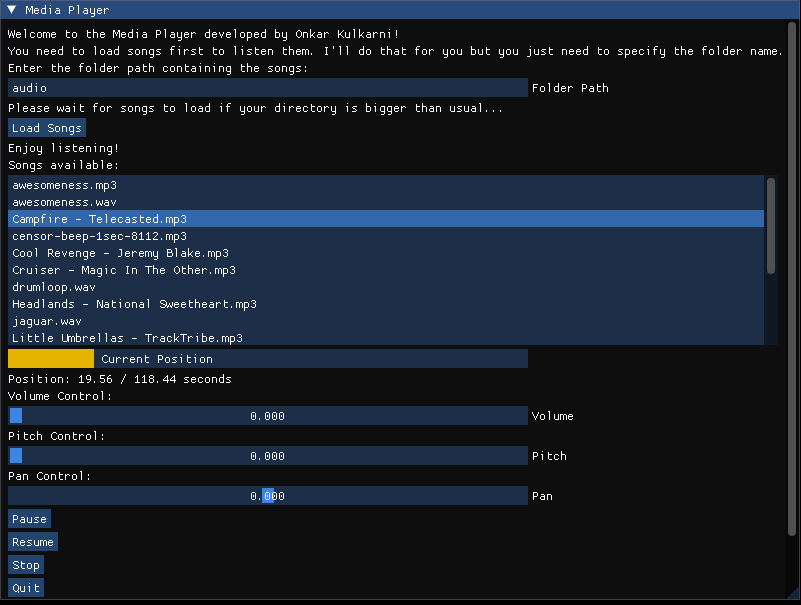 Media Player
Welcome to the Media Player developed by Onkar Kulkarni!
You need to load songs first to listen them. I'll do that for you but you just need to specify the folder name.
Enter the folder path containing the songs:
audio Folder Path
Please wait for songs to load if your directory is bigger than usual...
Load Songs
Enjoy listening!
Songs available:
awesomeness.mp3
awesomeness.wav
Campfire - Telecasted.mp3
censor-beep-1sec-8112.mp3
Cool Revenge - Jeremy Blake.mp3
Cruiser - Magic In The Other.mp3
drumloop.wav
Headlands - National Sweetheart.mp3
jaguar.wav
Little Umbrellas - TrackTribe.mp3
Current Position
Position: 19.56 / 118.44 seconds
Volume Control:
0.000 Volume
Pitch Control:
0.000 Pitch
Pan Control:
0.000 Pan
Pause
Resume
Stop
Quit